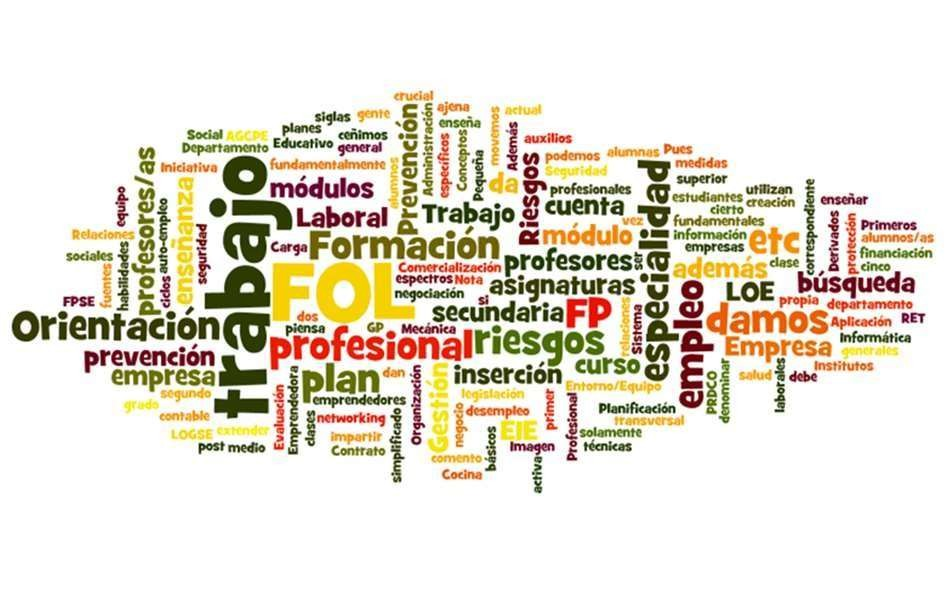 crucial
siglas gente ajena actual
Social AGCPE planes ceñimos enseña auxilios
Departamento Educativo general
Iniciativa fundamentalmente podemos alumnas Pues
Prevención Administración específicos Conceptos Pequeña movemos Además
alumnos Riesgos Seguridad medidas
módulos da profesionales superior
profesores/as enseñanza trabajo
equipo auto-empleo seguridad
Laboral Trabajo cuenta estudiantes utilizan
cierto creación enseñar
Relaciones Carga Formación módulo vez fundamentales
información etc Primeros
sociales empresas alumnos/as
habilidades ciclos profesores ser especialidad
FOL Comercialización además clase correspondiente Derivados protección financiación
espectros Nota asignaturas cinco
FPSE fuentes negociación búsqueda
si LOE propia departamento
Orientación dos secundaria FP relaciones Sistema empleo
piensa GP Mecánica damos Aplicación RET
prevención profesional riesgos Empresa Informática
generales
empresa plan dan inserción curso salud debe Institutos
segundo emprendedores legislación Entorno/Equipo
grado contable networking desempleo Planificación
Evaluación Emprendedora clases simplificado Organización Gestión negocio primer Profesional PRDCO denominar laborales
LOGSE extender impartir EIE transversal
solamente
post medio Contrato Imagen técnicas
comento básicos
Cocina activa